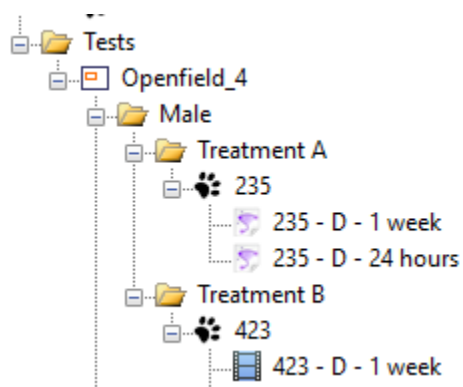 Tests
Openfield_4
Male
Treatment A
235
235 - D - 1 week
235 - D - 24 hours
Treatment B
423
423 - D - 1 week